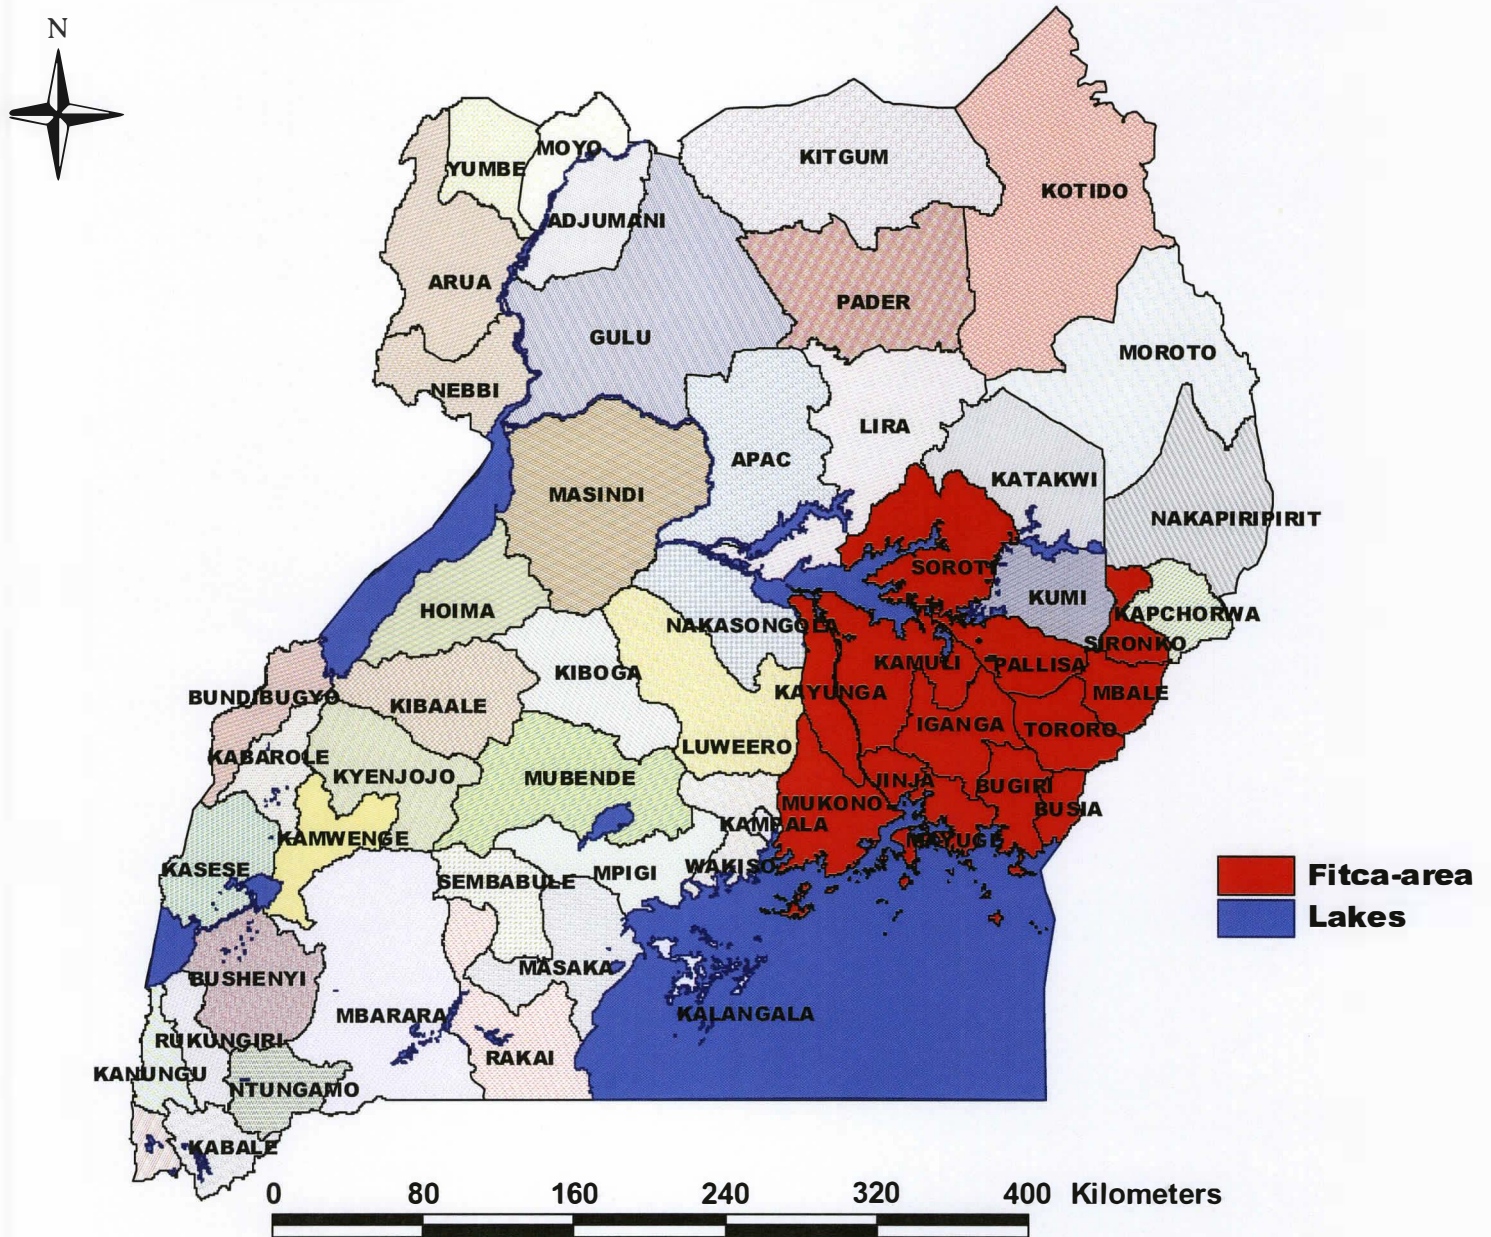 N
MOYO
YUMBE
KITGUM
KOTIDO
ADJUMANI
ARUA
PADER
GULU
MOROTO
NEBBI
LIRA
APAC
KATAKWI
MASINDI
NAKAPIRIPIRIT
SOROTI
KUMI
HOIMA
KAPCHORWA
NAKASONGOLA
SIRONKO
KIBOGA
KAMULI
PALLISA
BUNDIBUGYO
KAYUNGA
MBALE
KIBAALE
IGANGA
TORORO
LUWEERO
KABAROLE
KYENJOJO
MUBENDE
JINJA
BUGIRI
MUKONO
BUSIA
KAMPALA
KAMWENGE
MAYUGE
KASESE
MPIGI
WAKISO
SEMBABULE
Fitca-area
Lakes
MASAKA
BUSHENYI
MBARARA
KALANGALA
RUKUNGIRI
RAKAI
KANUNGU
NTUNGAMO
KABALE
0 80 160 240 320 400 Kilometers